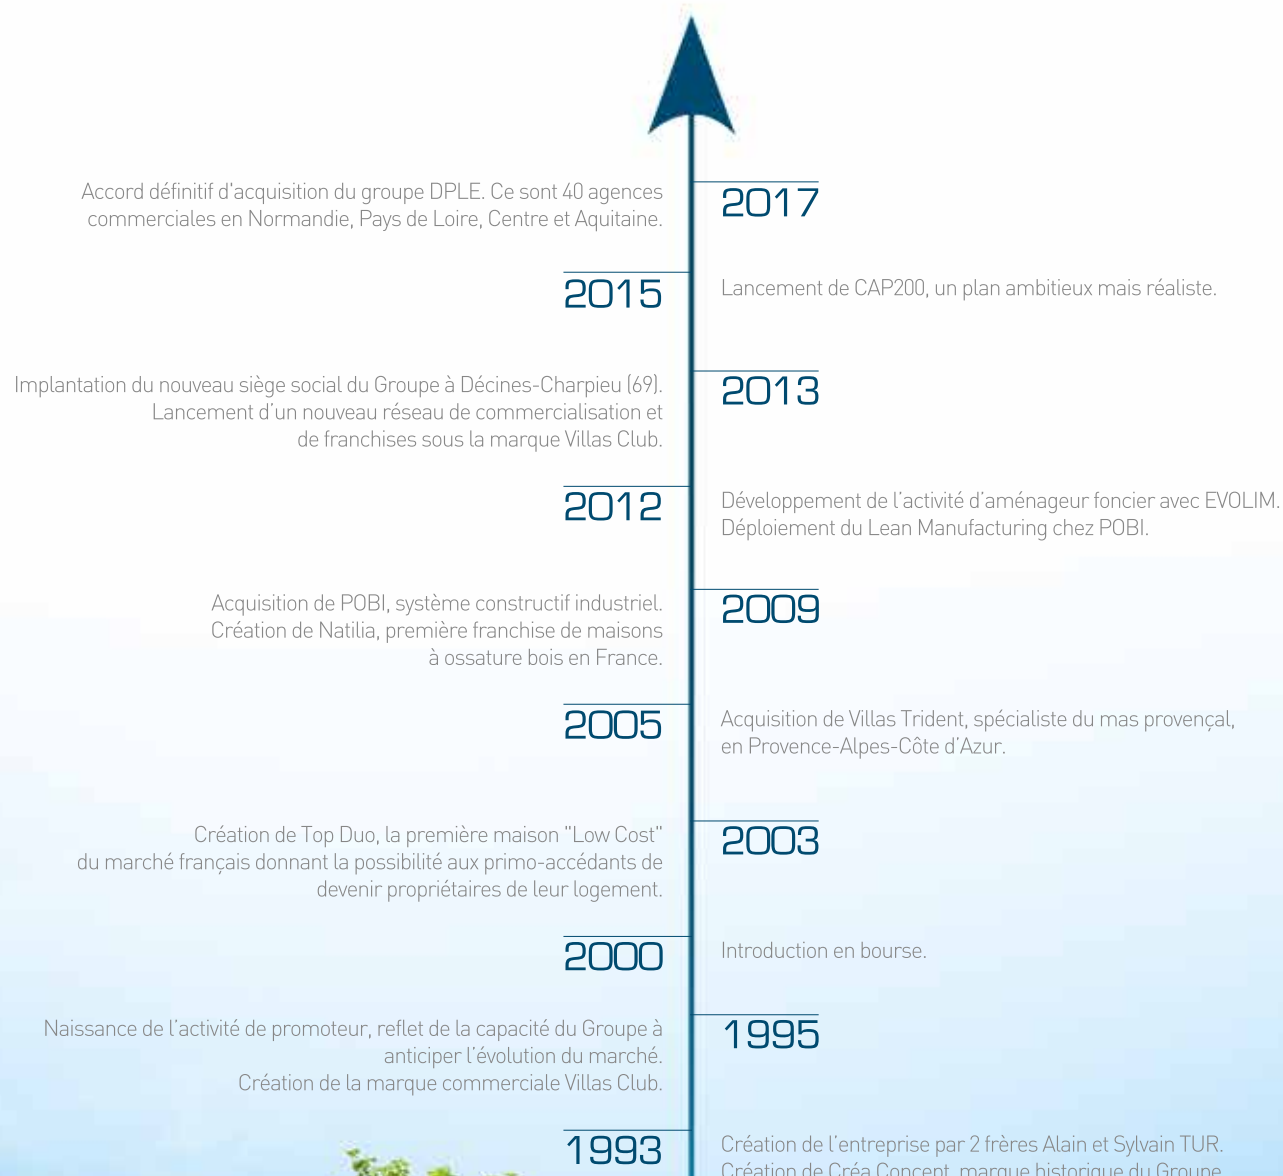 Accord définitif d'acquisition du groupe DPLE. Ce sont 40 agences
commerciales en Normandie, Pays de Loire, Centre et Aquitaine.
2017
2015
Lancement de CAP200, un plan ambitieux mais réaliste.
Implantation du nouveau siège social du Groupe à Décines-Charpieu (69).
Lancement d'un nouveau réseau de commercialisation et
de franchises sous la marque Villas Club.
2013
2012
Développement de l'activité d'aménageur foncier avec EVOLIM.
Déploiement du Lean Manufacturing chez POBI.
Acquisition de POBI, système constructif industriel.
Création de Natilia, première franchise de maisons
à ossature bois en France.
2009
2005
Acquisition de Villas Trident, spécialiste du mas provençal,
en Provence-Alpes-Côte d'Azur.
Création de Top Duo, la première maison "Low Cost"
du marché français donnant la possibilité aux primo-accédants de
devenir propriétaires de leur logement.
2003
2000
Introduction en bourse.
Naissance de l'activité de promoteur, reflet de la capacité du Groupe à
anticiper l'évolution du marché.
Création de la marque commerciale Villas Club.
1995
1993
Création de l'entreprise par 2 frères Alain et Sylvain TUR.
Création de Créa Concept, marque historique du Groupe